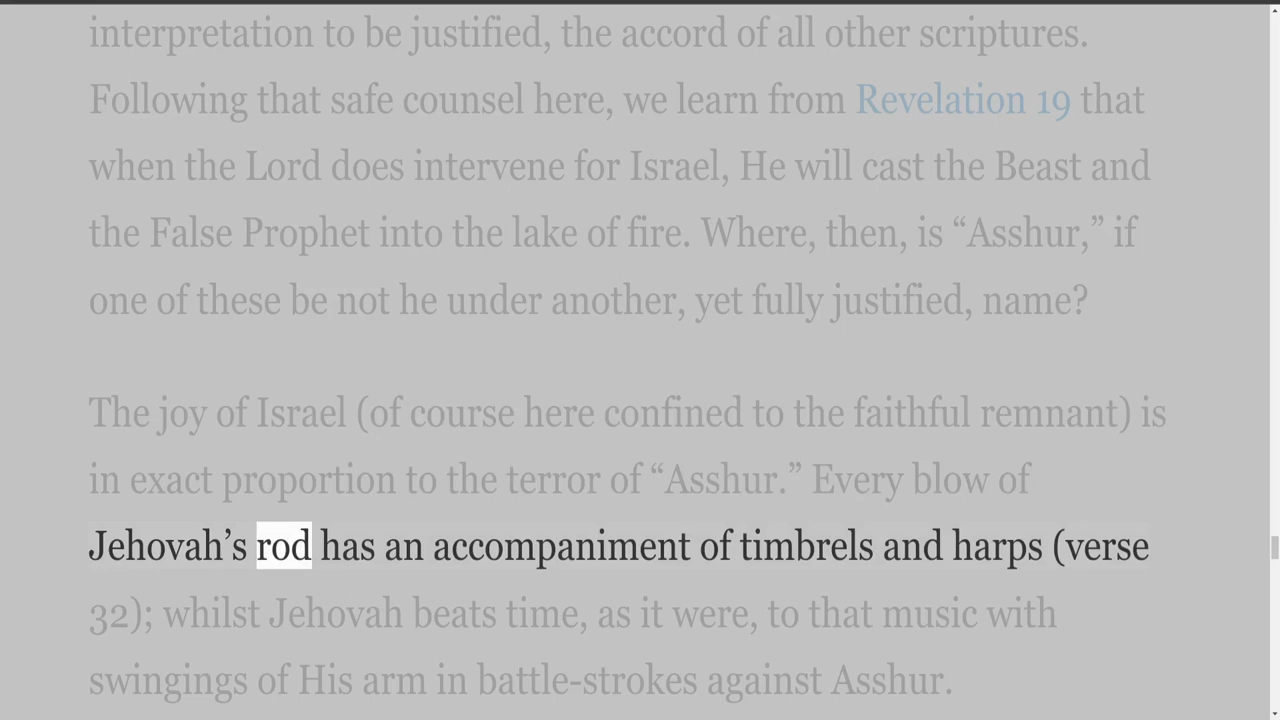 interpretation to be justified, the accord of all other scriptures.
Following that safe counsel here, we learn from Revelation 19 that
when the Lord does intervene for Israel, He will cast the Beast and
the False Prophet into the lake of fire. Where, then, is “Asshur,” if
one of these be not he under another, yet fully justified, name?
The joy of Israel (of course here confined to the faithful remnant) is
in exact proportion to the terror of “Asshur.” Every blow of
Jehovah’s rod has an accompaniment of timbrels and harps (verse
32); whilst Jehovah beats time, as it were, to that music with
swingings of His arm in battle-strokes against Asshur.